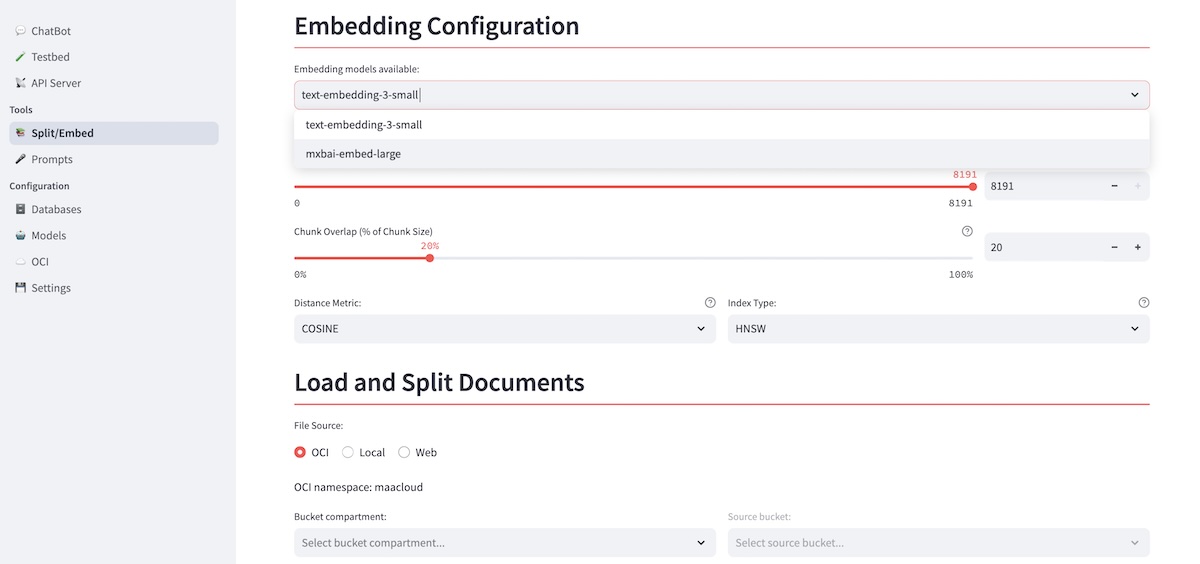 ChatBot
Testbed
API Server
Tools
Split/Embed
Prompts
Configuration
Databases
Models
OCI
Settings
Embedding Configuration
Embedding models available:
text-embedding-3-small
text-embedding-3-small
mxbai-embed-large
8191
8191
0
8191
Chunk Overlap (% of Chunk Size)
20%
20
0%
100%
Distance Metric:
Index Type:
COSINE
HNSW
Load and Split Documents
File Source:
OCI Local Web
OCI namespace: maacloud
Bucket compartment:
Source bucket:
Select bucket compartment...
Select source bucket...